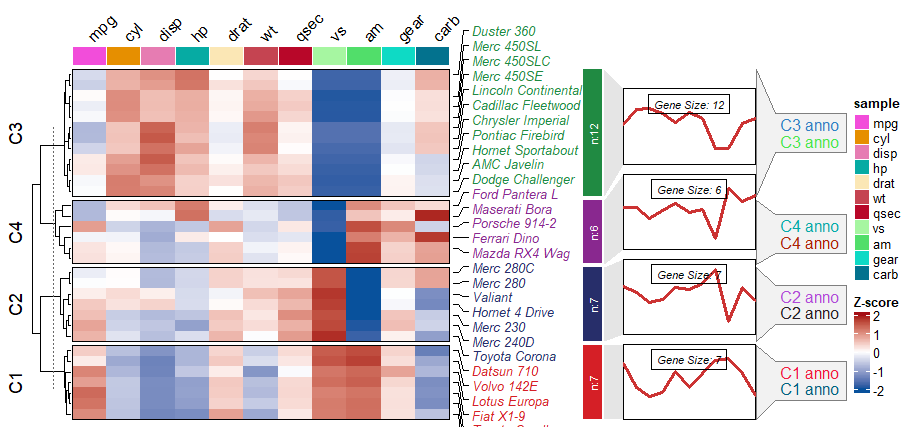 mpg cyl disp hp drat wt qsec vs am gear carb
C3
C4
C2
C1
Duster 360
Merc 450SL
Merc 450SLC
Merc 450SE
Lincoln Continental
Cadillac Fleetwood
Chrysler Imperial
Pontiac Firebird
Hornet Sportabout
AMC Javelin
Dodge Challenger
Ford Pantera L
Maserati Bora
Porsche 914-2
Ferrari Dino
Mazda RX4 Wag
Merc 280C
Merc 280
Valiant
Hornet 4 Drive
Merc 230
Merc 240D
Toyota Corona
Datsun 710
Volvo 142E
Lotus Europa
Fiat X1-9
n:12
n:6
n:7
n:7
Gene Size: 12
Gene Size: 6
Gene Size: 7
Gene Size: 7
C3 anno
C3 anno
C4 anno
C4 anno
C2 anno
C2 anno
C1 anno
C1 anno
sample
mpg
cyl
disp
hp
drat
wt
qsec
vs
am
gear
carb
Z-score
2
1
0
-1
-2